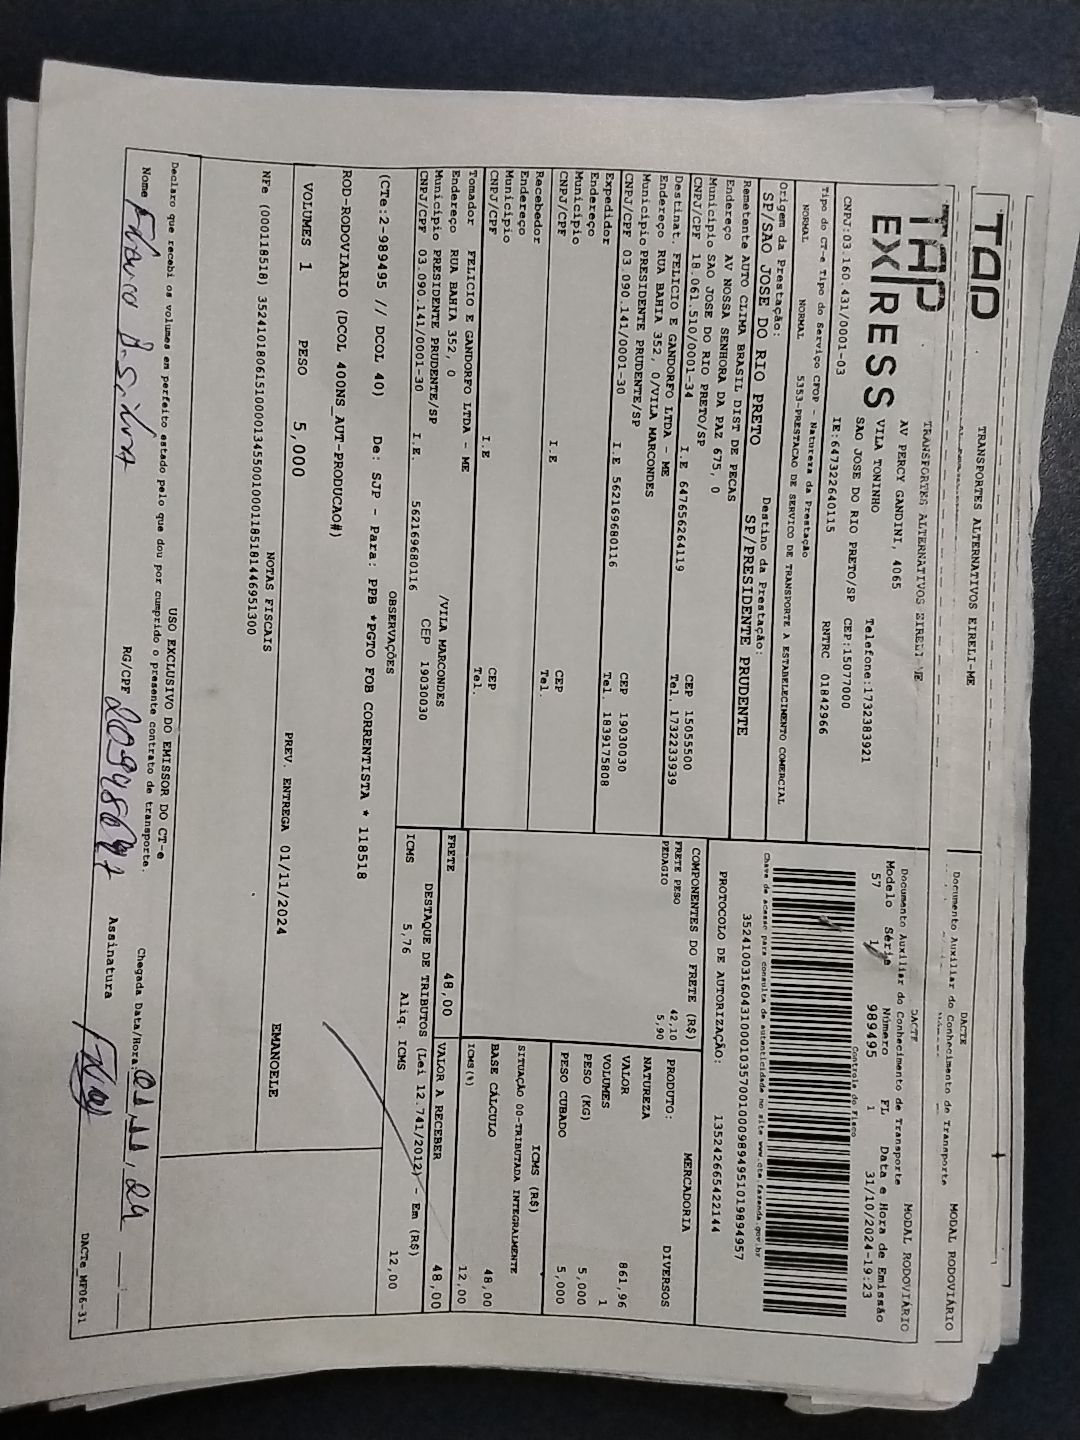 TAP
TRANSPORTES ALTERNATIVOS EIRELI-ME
DACTE
Documento Auxiliar do Conhecimento de Transporte
MODAL RODOVIÁRIO
TAP
EXPRESS
TRANSPORTES ALTERNATIVOS EIRELI ME
AV PERCY GANDINI, 4065
VILA TONINHO
SAO JOSE DO RIO PRETO/SP
Telefone:1732383921
CEP:15077000
CNPJ:03.160.431/0001-03
IE:647322640115
RNTRC 01842966
DACTE
Documento Auxiliar do Conhecimento de Transporte
MODAL RODOVIÁRIO
Modelo Série Número FL Data e Hora de Emissão
57 989495 1 31/10/2024-19:23
Controle do Fisco
Chave de acesso para consulta de autenticidade no site www.cte.fazenda.gov.br
35241003160431000103570010009894951019894957
PROTOCOLO DE AUTORIZAÇÃO: 135242665422144
Tipo do CT-e Tipo do Serviço CFOP - Natureza da Prestação
NORMAL NORMAL 5353-PRESTACAO DE SERVICO DE TRANSPORTE A ESTABELECIMENTO COMERCIAL
Origem da Prestação: Destino da Prestação:
SP/SAO JOSE DO RIO PRETO SP/PRESIDENTE PRUDENTE
Remetente AUTO CLIMA BRASIL DIST DE PECAS
Endereço AV NOSSA SENHORA DA PAZ 675, 0
Município SAO JOSE DO RIO PRETO/SP CEP 15055500
CNPJ/CPF 18.061.510/0001-34 I.E 647656264119 Tel. 1732233939
Destinat. FELICIO E GANDORFO LTDA - ME
Endereço RUA BAHIA 352, 0/VILA MARCONDES
Município PRESIDENTE PRUDENTE/SP CEP 19030030
CNPJ/CPF 03.090.141/0001-30 I.E 562169680116 Tel. 1839175808
Expedidor
Endereço
Município CEP
CNPJ/CPF I.E Tel.
Recebedor
Endereço
Município CEP
CNPJ/CPF I.E Tel.
Tomador FELICIO E GANDORFO LTDA - ME
Endereço RUA BAHIA 352, 0 /VILA MARCONDES
Município PRESIDENTE PRUDENTE/SP CEP 19030030
CNPJ/CPF 03.090.141/0001-30 I.E. 562169680116
COMPONENTES DO FRETE (R$)
FRETE PESO 42,10
PEDAGIO 5,90
FRETE 48,00
MERCADORIA
PRODUTO: DIVERSOS
NATUREZA
VALOR 861,96
VOLUMES 1
PESO (KG) 5,000
PESO CUBADO 5,000
ICMS (R$)
SITUAÇÃO 00-TRIBUTADA INTEGRALMENTE
BASE CÁLCULO 48,00
ICMS(%) 12,00
VALOR A RECEBER 48,00
DESTAQUE DE TRIBUTOS (Lei 12.741/2012) - Em (R$)
ICMS 5,76 Aliq. ICMS 12,00
OBSERVAÇÕES
(CTe:2-989495 // DCOL 40) De: SJP - Para: PPB *PGTO FOB CORRENTISTA * 118518
ROD-RODOVIARIO (DCOL 400NS_AUT-PRODUCAO#)
VOLUMES 1 PESO 5,000
PREV. ENTREGA 01/11/2024 EMANOELE
NOTAS FISCAIS
NFe (000118518) 35241018061510000134550010001185181446951300
USO EXCLUSIVO DO EMISSOR DO CT-e
Declaro que recebi os volumes em perfeito estado pelo que dou por cumprido o presente contrato de transporte.
Chegada Data/Hora: 01,11,24
Nome RG/CPF Assinatura
DACTe_MF06-31